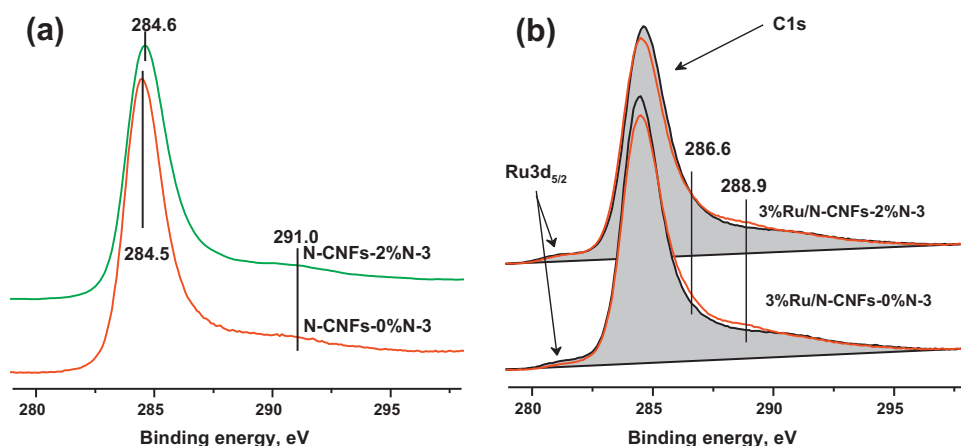 (a)
284.6
284.5
291.0
N-CNFs-2%N-3
N-CNFs-0%N-3
280 285 290 295
Binding energy, eV
(b)
C1s
Ru3d5/2
286.6
288.9
3%Ru/N-CNFs-2%N-3
3%Ru/N-CNFs-0%N-3
280 285 290 295
Binding energy, eV